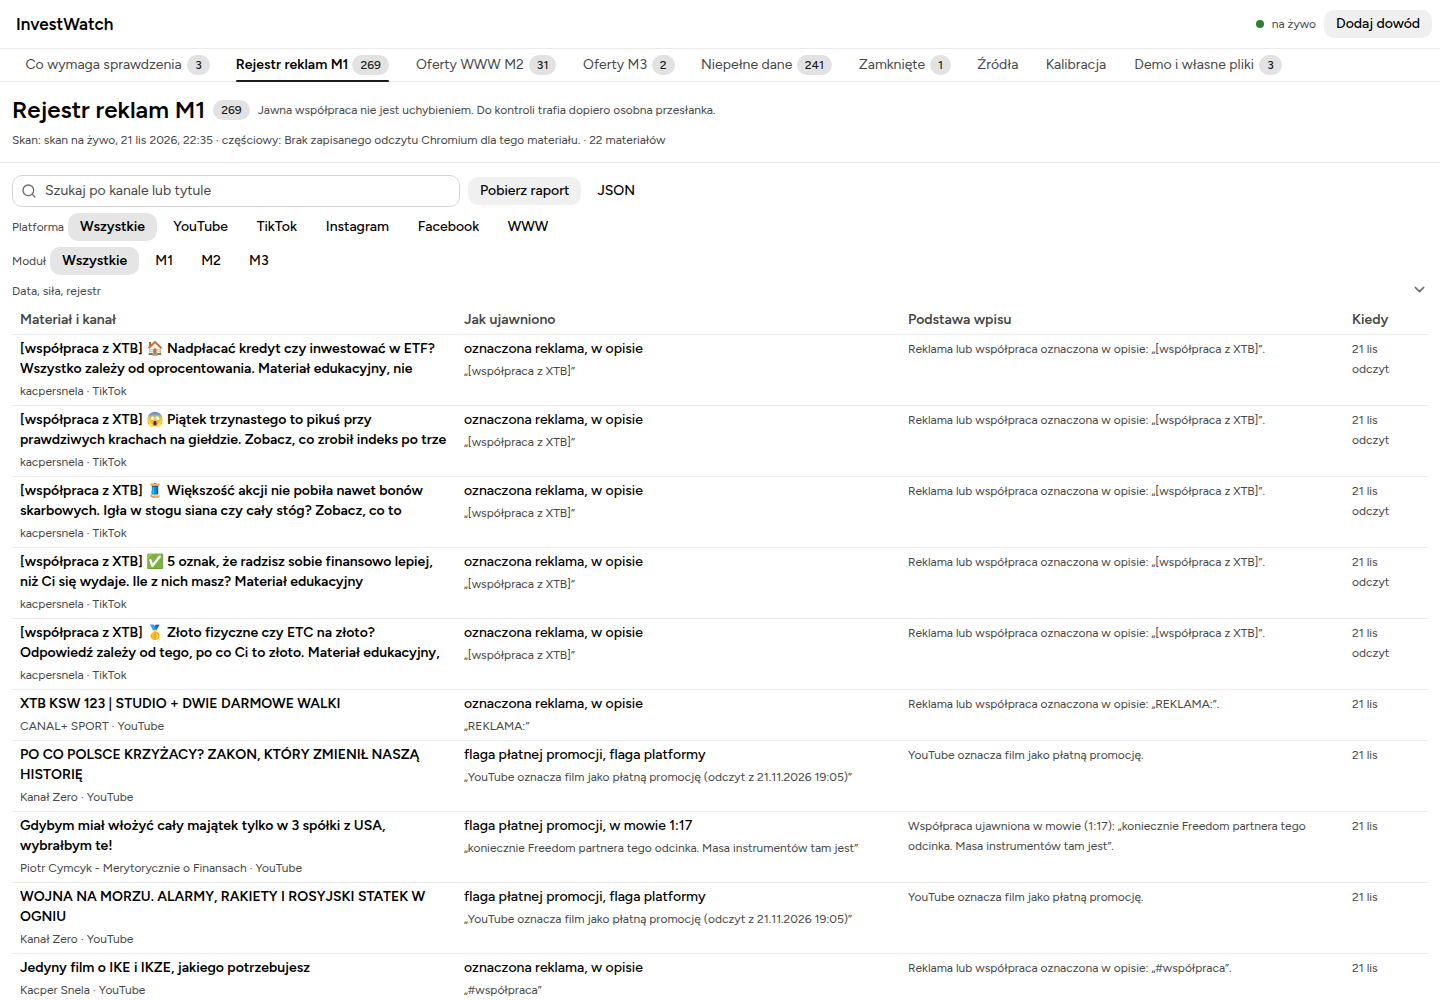 InvestWatch
na żywo
Dodaj dowód
Co wymaga sprawdzenia 3
Rejestr reklam M1 269
Oferty WWW M2 31
Oferty M3 2
Niepełne dane 241
Zamknięte 1
Źródła
Kalibracja
Demo i własne pliki 3
Rejestr reklam M1 269 Jawna współpraca nie jest uchybieniem. Do kontroli trafia dopiero osobna przesłanka.
Skan: skan na żywo, 21 lis 2026, 22:35 · częściowy: Brak zapisanego odczytu Chromium dla tego materiału. · 22 materiałów
Szukaj po kanale lub tytule
Pobierz raport
JSON
Platforma Wszystkie YouTube TikTok Instagram Facebook WWW
Moduł Wszystkie M1 M2 M3
Data, siła, rejestr
Materiał i kanał
Jak ujawniono
Podstawa wpisu
Kiedy
[współpraca z XTB] 🏠 Nadpłacać kredyt czy inwestować w ETF?
Wszystko zależy od oprocentowania. Materiał edukacyjny, nie
kacpersnela · TikTok
oznaczona reklama, w opisie
„[współpraca z XTB]”
Reklama lub współpraca oznaczona w opisie: „[współpraca z XTB]”.
21 lis
odczyt
[współpraca z XTB] 😱 Piątek trzynastego to pikuś przy
prawdziwych krachach na giełdzie. Zobacz, co zrobił indeks po trze
kacpersnela · TikTok
oznaczona reklama, w opisie
„[współpraca z XTB]”
Reklama lub współpraca oznaczona w opisie: „[współpraca z XTB]”.
21 lis
odczyt
[współpraca z XTB] 🧵 Większość akcji nie pobiła nawet bonów
skarbowych. Igła w stogu siana czy cały stóg? Zobacz, co to
kacpersnela · TikTok
oznaczona reklama, w opisie
„[współpraca z XTB]”
Reklama lub współpraca oznaczona w opisie: „[współpraca z XTB]”.
21 lis
odczyt
[współpraca z XTB] ✅ 5 oznak, że radzisz sobie finansowo lepiej,
niż Ci się wydaje. Ile z nich masz? Materiał edukacyjny
kacpersnela · TikTok
oznaczona reklama, w opisie
„[współpraca z XTB]”
Reklama lub współpraca oznaczona w opisie: „[współpraca z XTB]”.
21 lis
odczyt
[współpraca z XTB] 🥇 Złoto fizyczne czy ETC na złoto?
Odpowiedź zależy od tego, po co Ci to złoto. Materiał edukacyjny,
kacpersnela · TikTok
oznaczona reklama, w opisie
„[współpraca z XTB]”
Reklama lub współpraca oznaczona w opisie: „[współpraca z XTB]”.
21 lis
odczyt
XTB KSW 123 | STUDIO + DWIE DARMOWE WALKI
CANAL+ SPORT · YouTube
oznaczona reklama, w opisie
„REKLAMA:”
Reklama lub współpraca oznaczona w opisie: „REKLAMA:”.
21 lis
PO CO POLSCE KRZYŻACY? ZAKON, KTÓRY ZMIENIŁ NASZĄ
HISTORIĘ
Kanał Zero · YouTube
flaga płatnej promocji, flaga platformy
„YouTube oznacza film jako płatną promocję (odczyt z 21.11.2026 19:05)”
YouTube oznacza film jako płatną promocję.
21 lis
Gdybym miał włożyć cały majątek tylko w 3 spółki z USA,
wybrałbym te!
Piotr Cymcyk - Merytorycznie o Finansach · YouTube
flaga płatnej promocji, w mowie 1:17
„koniecznie Freedom partnera tego odcinka. Masa instrumentów tam jest”
Współpraca ujawniona w mowie (1:17): „koniecznie Freedom partnera tego
odcinka. Masa instrumentów tam jest”.
21 lis
WOJNA NA MORZU. ALARMY, RAKIETY I ROSYJSKI STATEK W
OGNIU
Kanał Zero · YouTube
flaga płatnej promocji, flaga platformy
„YouTube oznacza film jako płatną promocję (odczyt z 21.11.2026 19:05)”
YouTube oznacza film jako płatną promocję.
21 lis
Jedyny film o IKE i IKZE, jakiego potrzebujesz
Kacper Snela · YouTube
oznaczona reklama, w opisie
„#współpraca”
Reklama lub współpraca oznaczona w opisie: „#współpraca”.
21 lis